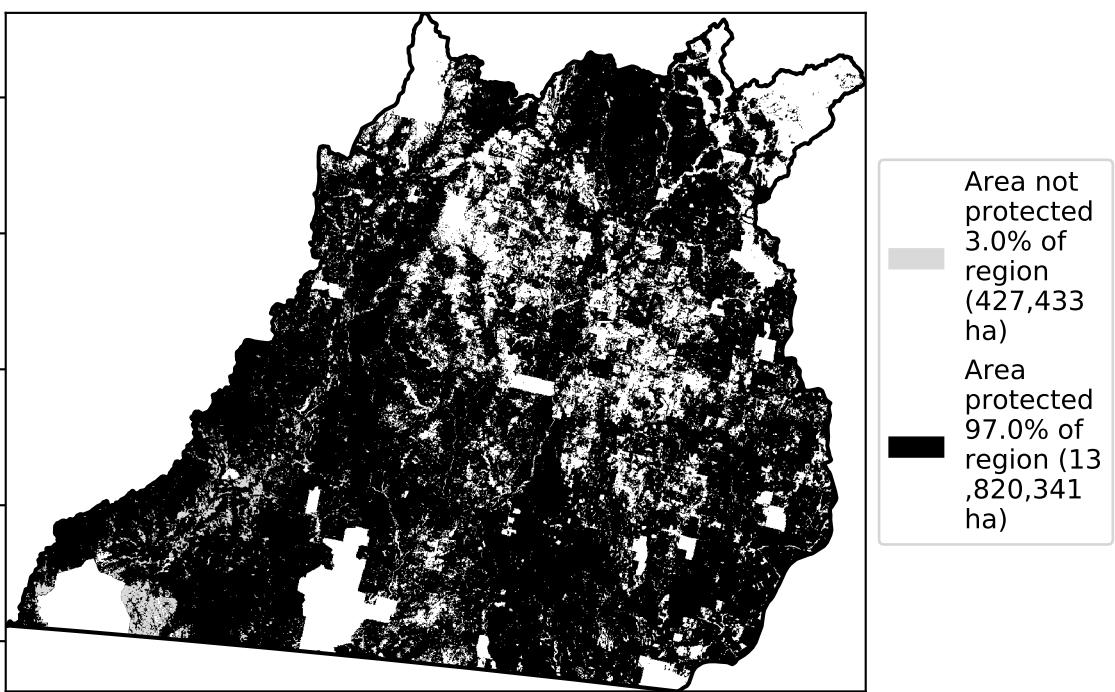 Area not
protected
3.0% of
region
(427,433
ha)
Area
protected
97.0% of
region (13
,820,341
ha)